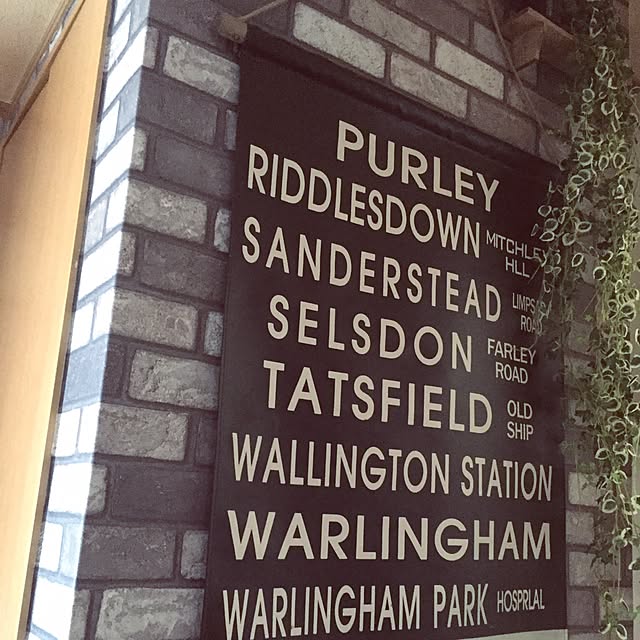 PURLEY
RIDDLESDOWN MITCHLEY HLL
SANDERSTEAD ROAD
SELSDON FARLEY ROAD
TATSFIELD OLD SHIP
WALLINGTON STATION
WARLINGHAM
WARLINGHAM PARK HOSPRLAL